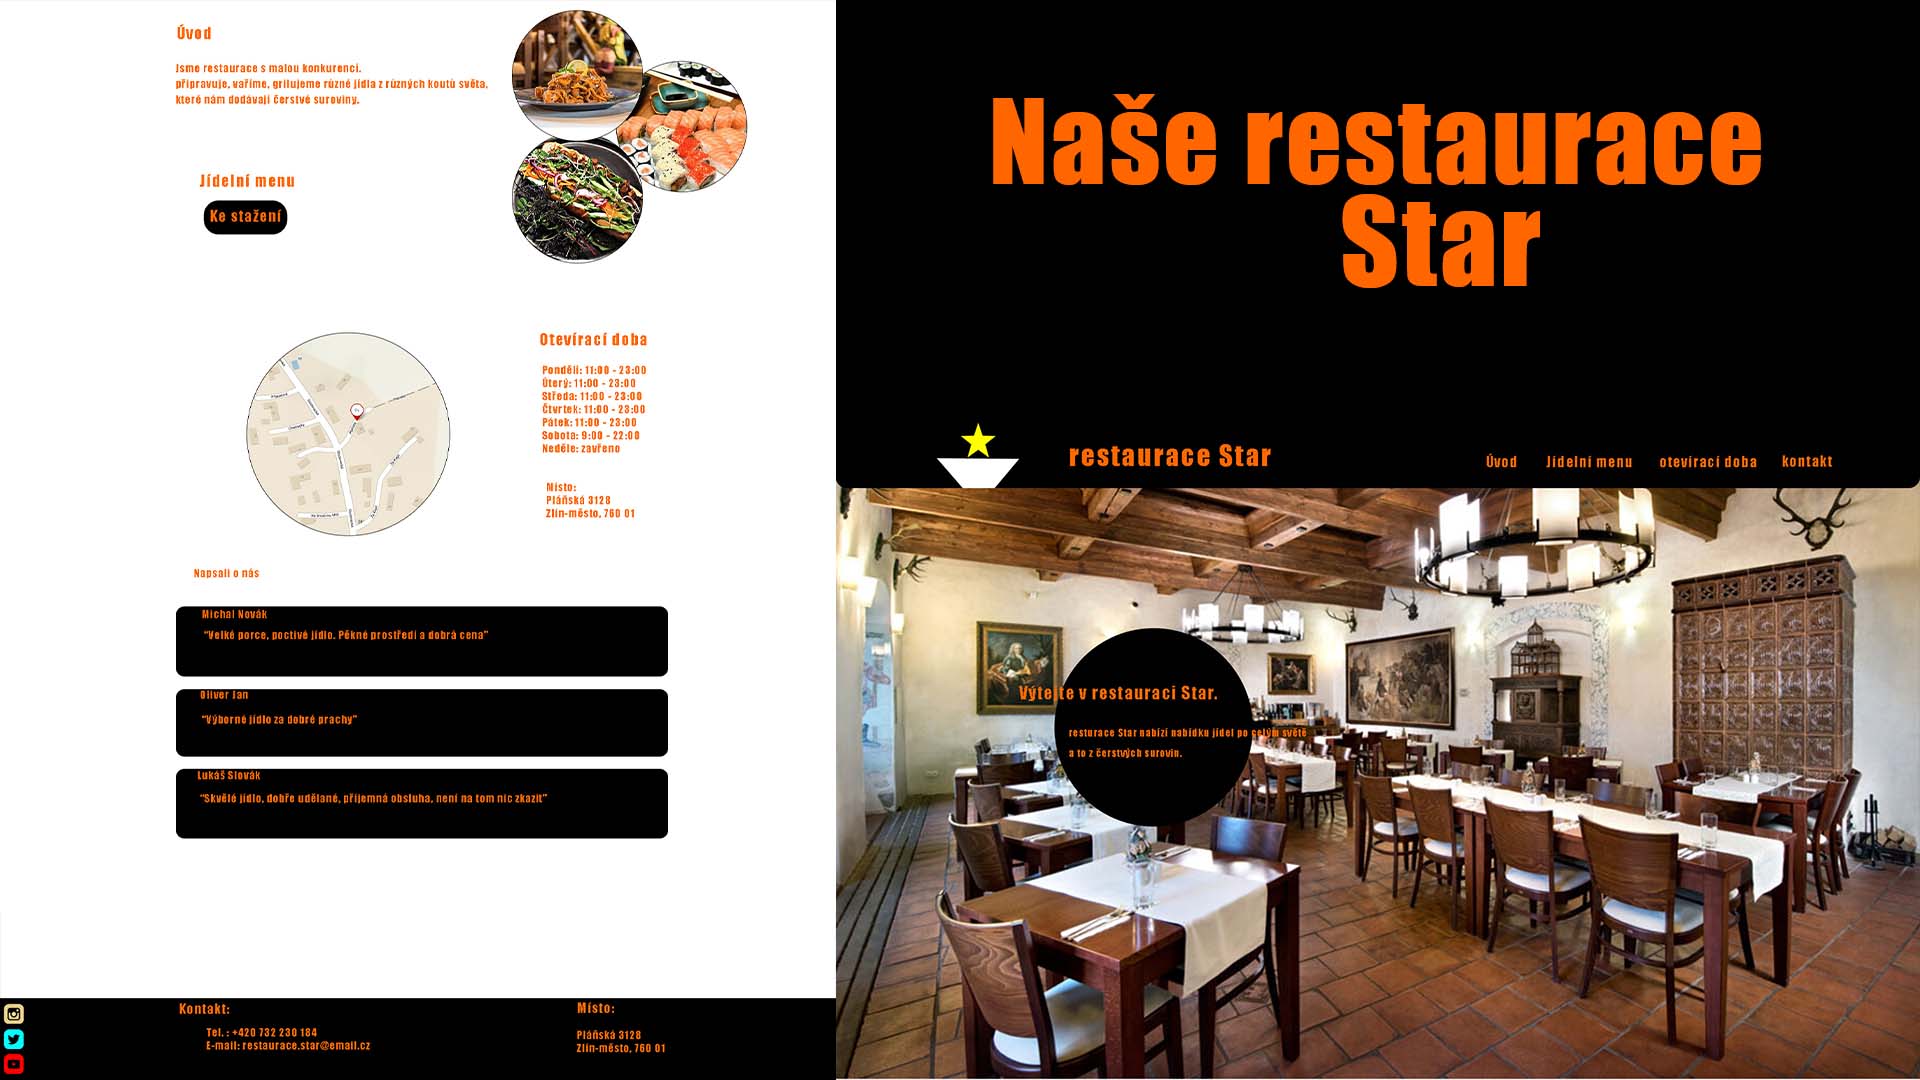 Úvod
Jsme restaurace s malou konkurencí.
připravuje, vaříme, grilujeme různé jídla z různých koutů světa.
které nám dodávají čerstvé suroviny.
Jídelní menu
Ke stažení
Otevírací doba
Pondělí: 11:00 - 23:00
Úterý: 11:00 - 23:00
Středa: 11:00 - 23:00
Čtvrtek: 11:00 - 23:00
Pátek: 11:00 - 23:00
Sobota: 9:00 - 22:00
Neděle: zavřeno
Místo:
Pláňská 3128
Zlín-město, 760 01
Napsali o nás
Michal Novák
“Velké porce, poctivé jídlo. Pěkné prostředí a dobrá cena”
Oliver Jan
“Výborné jídlo za dobré prachy”
Lukáš Slovák
“Skvělé jídlo, dobře udělané, příjemná obsluha, není na tom nic zkazit”
Kontakt:
Tel. : +420 732 230 184
E-mail: restaurace.star@email.cz
Místo:
Pláňská 3128
Zlín-město, 760 01
Naše restaurace
Star
restaurace Star
Úvod Jídelní menu otevírací doba kontakt
Výtejte v restauraci Star.
resturace Star nabízí nabídku jídel po celým světě
a to z čerstvých surovin.